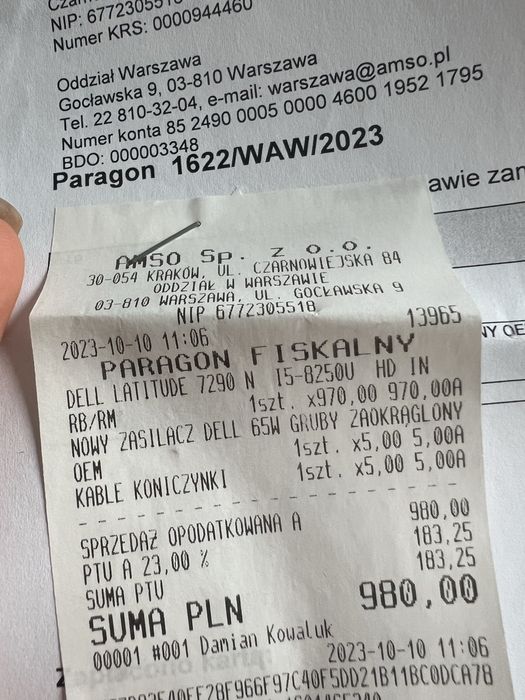 NIP: 67723055
Numer KRS: 0000944460
Oddział Warszawa
Gocławska 9, 03-810 Warszawa
Tel. 22 810-32-04, e-mail: warszawa@amso.pl
Numer konta 85 2490 0005 0000 4600 1952 1795
BDO: 000003348
Paragon 1622/WAW/2023
awie zam
AMSO Sp. z o.o.
30-054 KRAKÓW, UL. CZARNOWIEJSKA 84
ODDZIAŁ W WARSZAWIE
03-810 WARSZAWA, UL. GOCŁAWSKA 9
NIP 6772305518
2023-10-10 11:06 13965
PARAGON FISKALNY
DELL LATITUDE 7290 N I5-8250U HD IN
RB/RM 1szt. x970,00 970,00A
NOWY ZASILACZ DELL 65W GRUBY ZAOKRĄGLONY
OEM 1szt. x5,00 5,00A
KABLE KONICZYNKI 1szt. x5,00 5,00A
SPRZEDAŻ OPODATKOWANA A 980,00
PTU A 23,00 % 183,25
SUMA PTU 183,25
SUMA PLN 980,00
00001 #001 Damian Kowaluk 2023-10-10 11:06